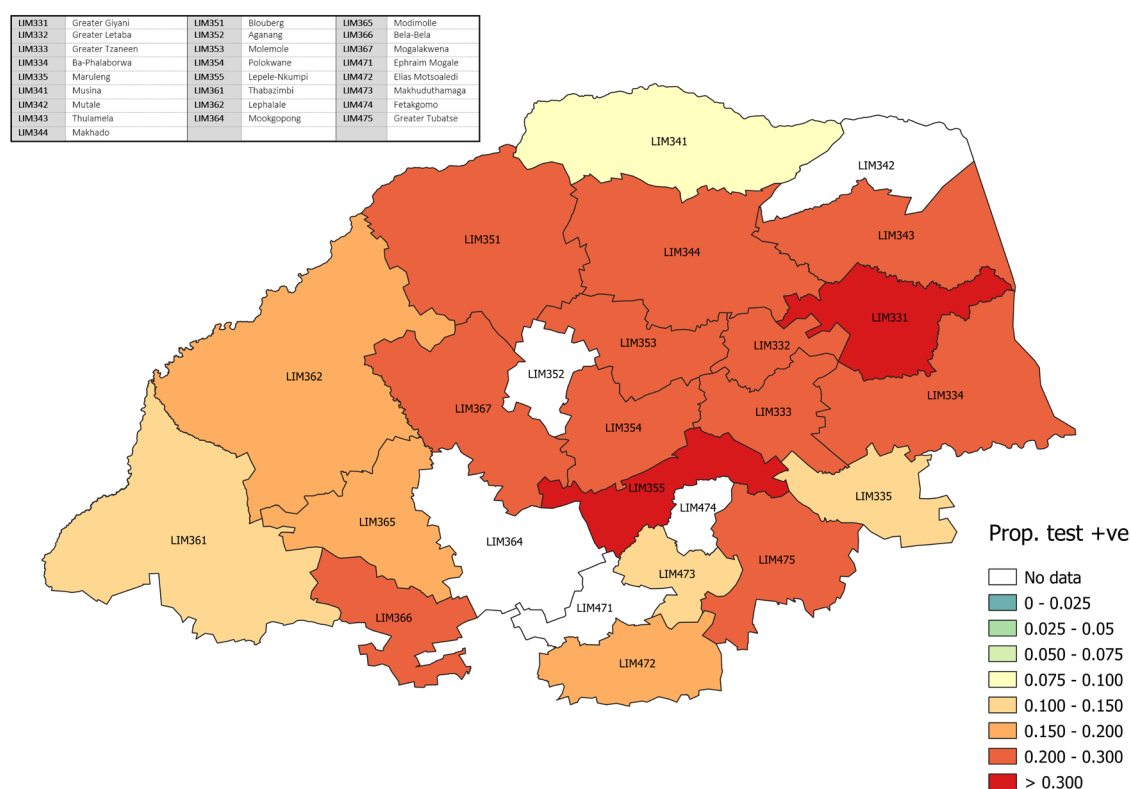 LIM331 Greater Giyani LIM351 Blouberg LIM365 Modimolle
LIM332 Greater Letaba LIM352 Aganang LIM366 Bela-Bela
LIM333 Greater Tzaneen LIM353 Molemole LIM367 Mogalakwena
LIM334 Ba-Phalaborwa LIM354 Polokwane LIM471 Ephraim Mogale
LIM335 Maruleng LIM355 Lepele-Nkumpi LIM472 Elias Motsoaledi
LIM341 Musina LIM361 Thabazimbi LIM473 Makhuduthamaga
LIM342 Mutale LIM362 Lephalale LIM474 Fetakgomo
LIM343 Thulamela LIM364 Mookgopong LIM475 Greater Tubatse
LIM344 Makhado
LIM341
LIM342
LIM343
LIM351
LIM344
LIM331
LIM353
LIM332
LIM352
LIM362
LIM334
LIM367
LIM333
LIM354
LIM355
LIM335
LIM474
LIM365
LIM361
LIM364
LIM475
LIM473
LIM471
LIM366
LIM472
Prop. test +ve
No data
0 - 0.025
0.025 - 0.05
0.050 - 0.075
0.075 - 0.100
0.100 - 0.150
0.150 - 0.200
0.200 - 0.300
> 0.300